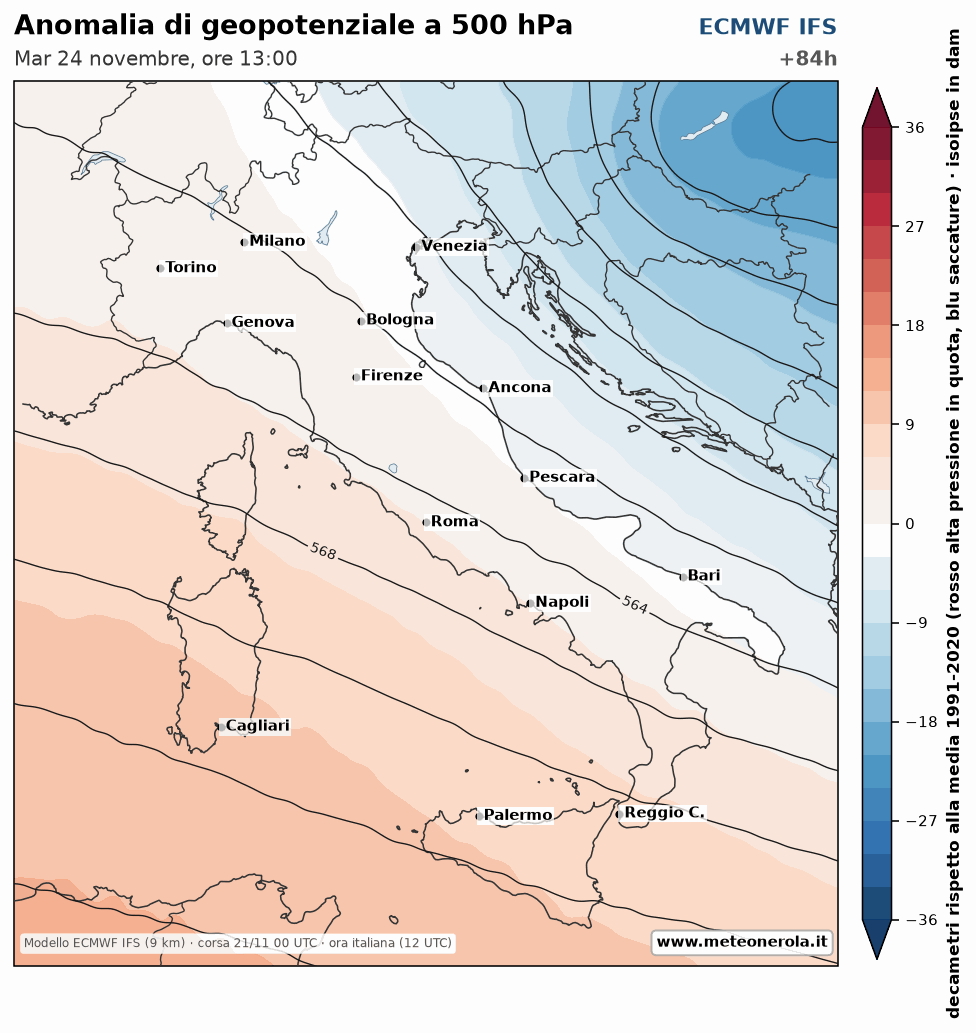 Anomalia di geopotenziale a 500 hPa
ECMWF IFS
Mar 24 novembre, ore 13:00
+84h
Milano
Venezia
Torino
Genova
Bologna
Firenze
Ancona
Pescara
Roma
568
Bari
Napoli
564
Cagliari
Palermo
Reggio C.
Modello ECMWF IFS (9 km) · corsa 21/11 00 UTC · ora italiana (12 UTC)
www.meteonerola.it
36
27
18
9
0
−9
−18
−27
−36
decametri rispetto alla media 1991-2020 (rosso alta pressione in quota, blu saccature) · isoipse in dam